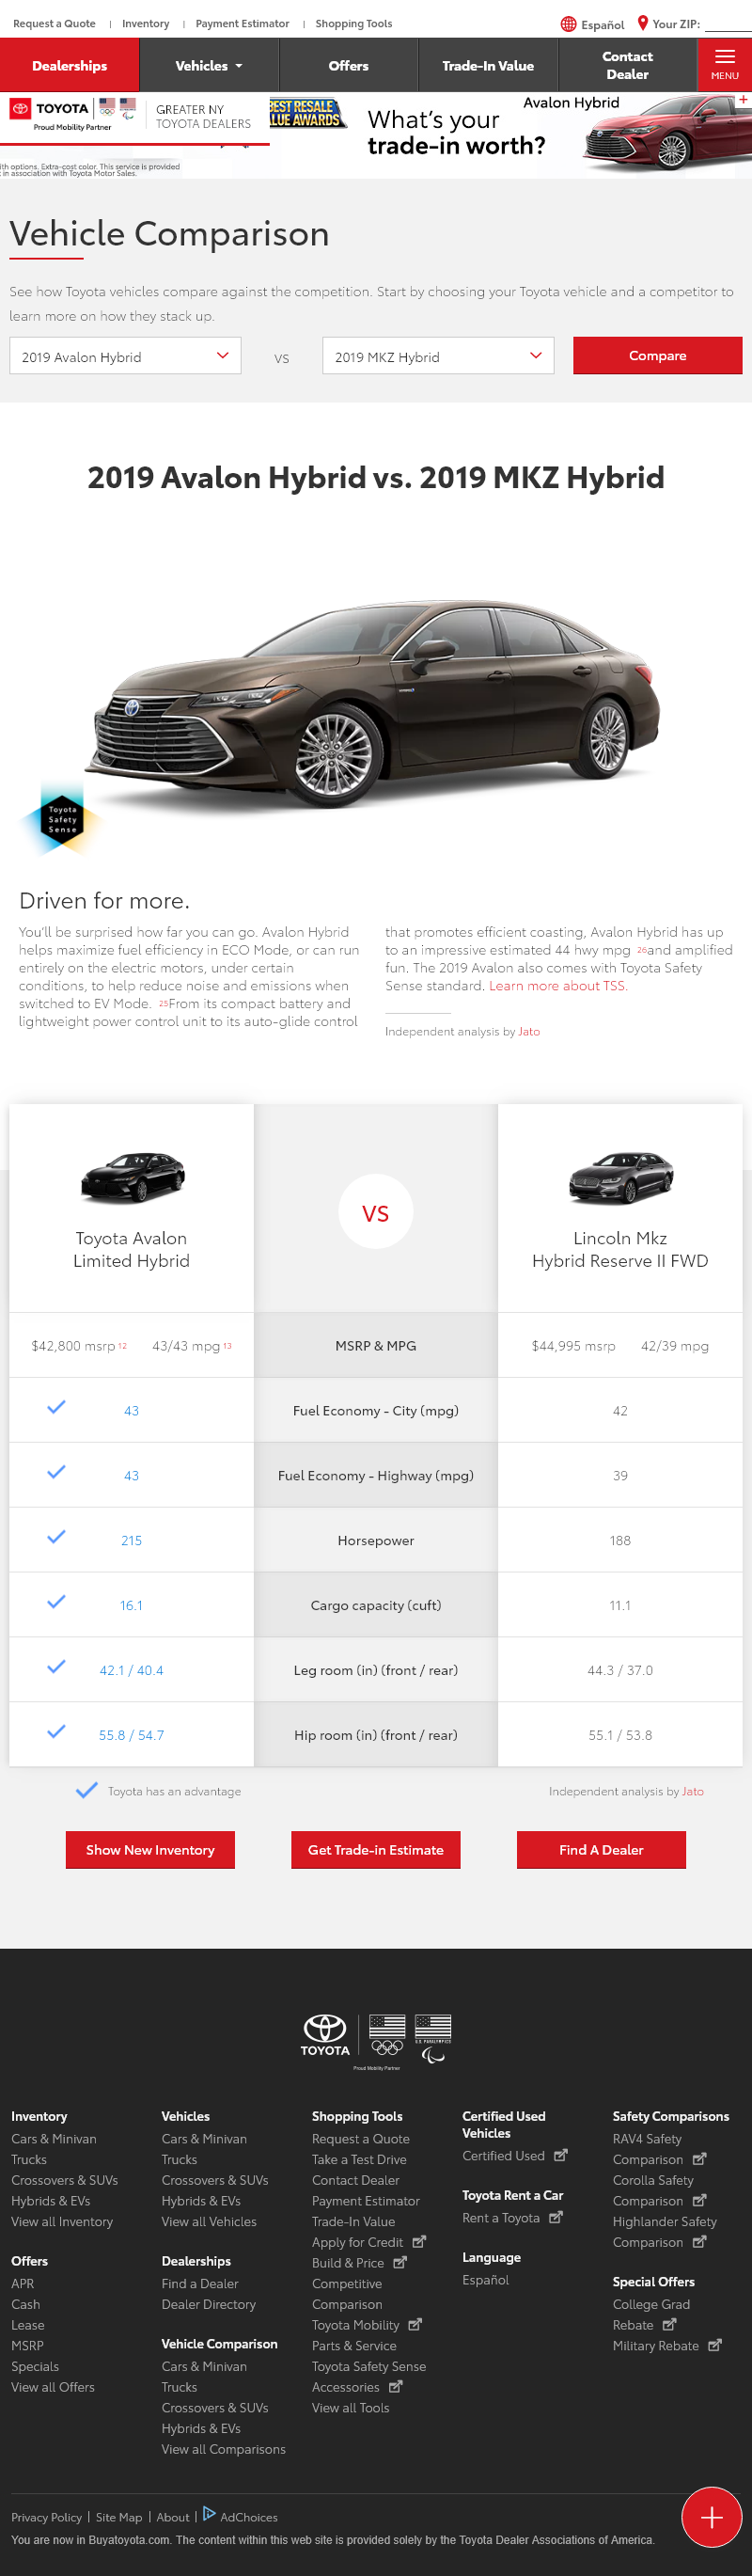 Request a Quote | Inventory | Payment Estimator | Shopping Tools Español Your ZIP:
Dealerships Vehicles Offers Trade-In Value Contact Dealer MENU
TOYOTA GREATER NY TOYOTA DEALERS
Proud Mobility Partner
BEST RESALE VALUE AWARDS
What's your
trade-in worth?
Avalon Hybrid
with options. Extra-cost color. This service is provided
in association with Toyota Motor Sales.
Vehicle Comparison
See how Toyota vehicles compare against the competition. Start by choosing your Toyota vehicle and a competitor to
learn more on how they stack up.
2019 Avalon Hybrid VS 2019 MKZ Hybrid Compare
2019 Avalon Hybrid vs. 2019 MKZ Hybrid
Toyota
Safety
Sense
Driven for more.
You'll be surprised how far you can go. Avalon Hybrid
helps maximize fuel efficiency in ECO Mode, or can run
entirely on the electric motors, under certain
conditions, to help reduce noise and emissions when
switched to EV Mode. 25From its compact battery and
lightweight power control unit to its auto-glide control
that promotes efficient coasting, Avalon Hybrid has up
to an impressive estimated 44 hwy mpg 26and amplified
fun. The 2019 Avalon also comes with Toyota Safety
Sense standard. Learn more about TSS.
Independent analysis by Jato
Toyota Avalon
Limited Hybrid
VS
Lincoln Mkz
Hybrid Reserve II FWD
$42,800 msrp 12 43/43 mpg 13 MSRP & MPG $44,995 msrp 42/39 mpg
43 Fuel Economy - City (mpg) 42
43 Fuel Economy - Highway (mpg) 39
215 Horsepower 188
16.1 Cargo capacity (cuft) 11.1
42.1 / 40.4 Leg room (in) (front / rear) 44.3 / 37.0
55.8 / 54.7 Hip room (in) (front / rear) 55.1 / 53.8
Toyota has an advantage Independent analysis by Jato
Show New Inventory Get Trade-in Estimate Find A Dealer
TOYOTA
U.S. PARALYMPICS
Proud Mobility Partner
Inventory
Cars & Minivan
Trucks
Crossovers & SUVs
Hybrids & EVs
View all Inventory
Offers
APR
Cash
Lease
MSRP
Specials
View all Offers
Vehicles
Cars & Minivan
Trucks
Crossovers & SUVs
Hybrids & EVs
View all Vehicles
Dealerships
Find a Dealer
Dealer Directory
Vehicle Comparison
Cars & Minivan
Trucks
Crossovers & SUVs
Hybrids & EVs
View all Comparisons
Shopping Tools
Request a Quote
Take a Test Drive
Contact Dealer
Payment Estimator
Trade-In Value
Apply for Credit
Build & Price
Competitive
Comparison
Toyota Mobility
Parts & Service
Toyota Safety Sense
Accessories
View all Tools
Certified Used
Vehicles
Certified Used
Toyota Rent a Car
Rent a Toyota
Language
Español
Safety Comparisons
RAV4 Safety
Comparison
Corolla Safety
Comparison
Highlander Safety
Comparison
Special Offers
College Grad
Rebate
Military Rebate
Privacy Policy | Site Map | About | AdChoices
You are now in Buyatoyota.com. The content within this web site is provided solely by the Toyota Dealer Associations of America.